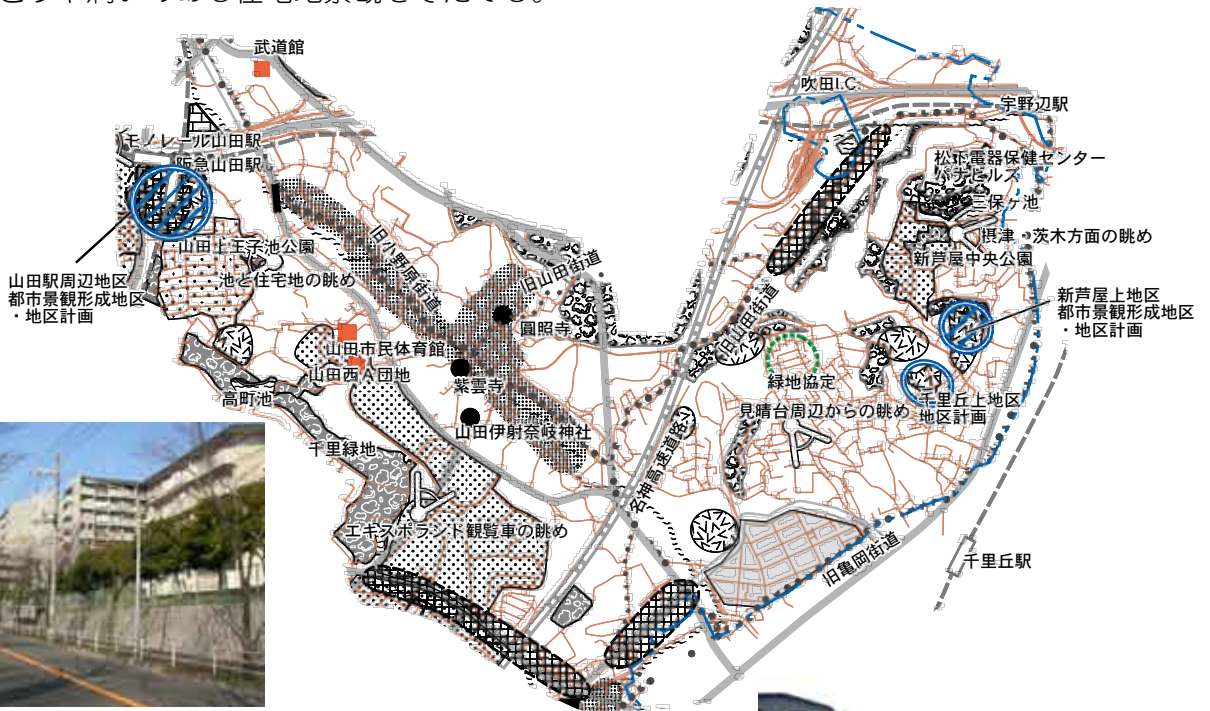 武道館
吹田I.C.
宇野辺駅
モノレール山田駅
阪急山田駅
松下電器保健センター
パナヒルズ
三保ヶ池
摂津・茨木方面の眺め
新芦屋中央公園
山田上王子池公園
池と住宅地の眺め
旧小野原街道
旧山田街道
山田駅周辺地区
都市景観形成地区
・地区計画
新芦屋上地区
都市景観形成地区
・地区計画
圓照寺
旧山田街道
山田市民体育館
山田西A団地
紫雲寺
緑地協定
高町池
千里丘上地区
地区計画
見晴台周辺からの眺め
山田伊射奈岐神社
千里緑地
名神高速道路
エキスポランド観覧車の眺め
旧亀岡街道
千里丘駅